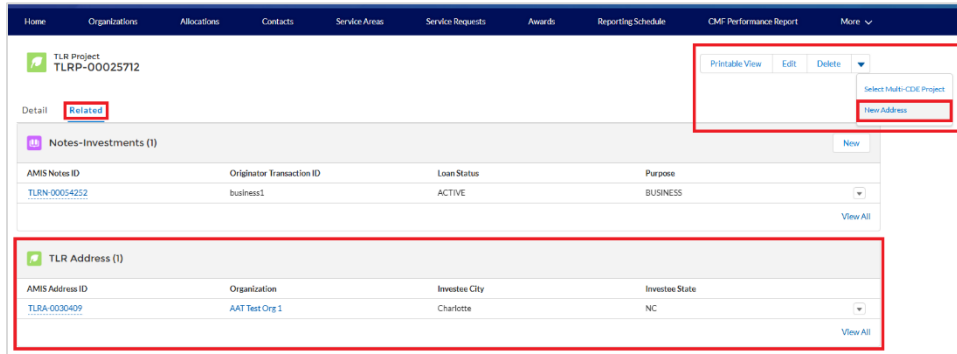 Home Organizations Allocations Contacts Service Areas Service Requests Awards Reporting Schedule CMF Performance Report More
TLR Project
TLRP-00025712
Printable View Edit Delete
Select Multi-CDE Project
New Address
Detail Related
Notes-Investments (1)
New
AMIS Notes ID Originator Transaction ID Loan Status Purpose
TLRN-00054252 business1 ACTIVE BUSINESS
View All
TLR Address (1)
AMIS Address ID Organization Investee City Investee State
TLRA-0030409 AAT Test Org 1 Charlotte NC
View All